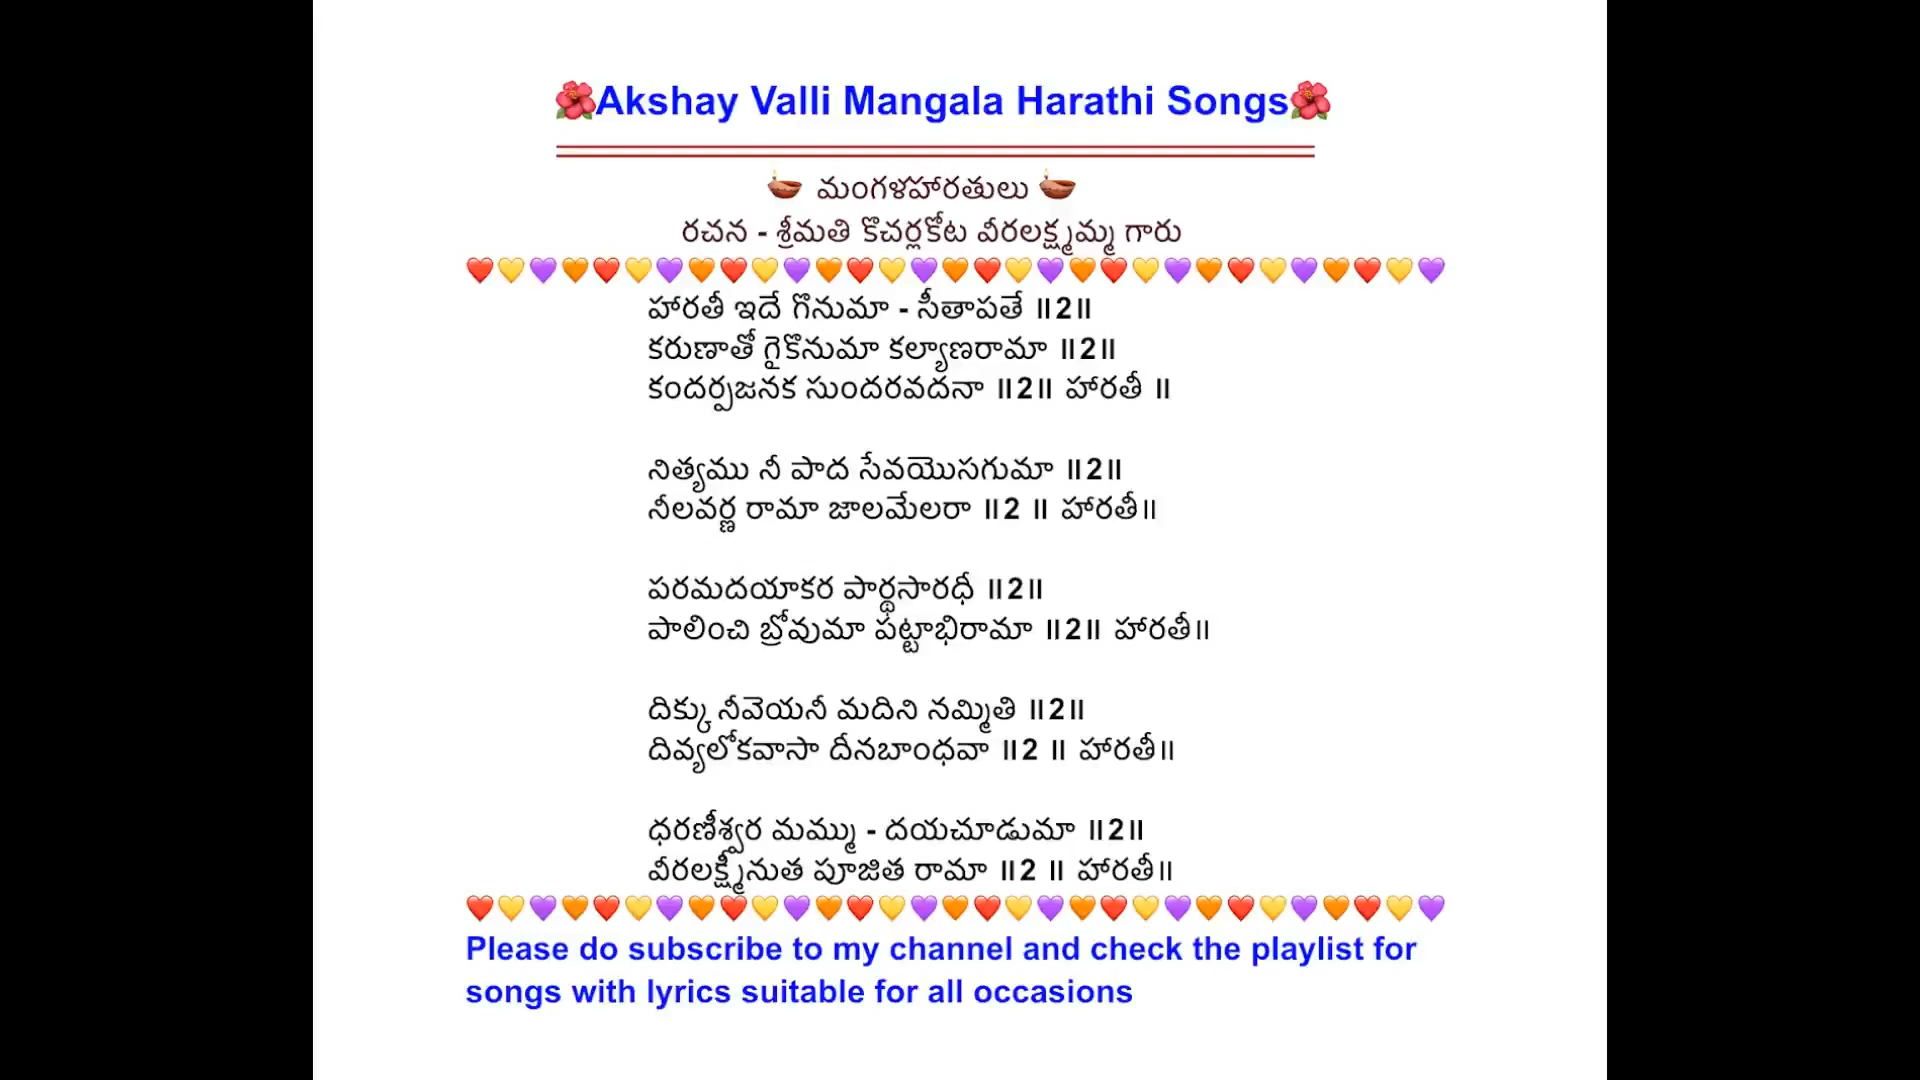 🌺Akshay Valli Mangala Harathi Songs🌺
🪔 మంగళహారతులు 🪔
రచన - శ్రీమతి కొచర్లకోట వీరలక్ష్మమ్మ గారు
హారతీ ఇదే గొనుమా - సీతాపతే ॥2॥
కరుణాతో గైకొనుమా కల్యాణరామా ॥2॥
కందర్పజనక సుందరవదనా ॥2॥ హారతీ ॥
నిత్యము నీ పాద సేవయొసగుమా ॥2॥
నీలవర్ణ రామా జాలమేలరా ॥2 ॥ హారతీ॥
పరమదయాకర పార్థసారధీ ॥2॥
పాలించి బ్రోవుమా పట్టాభిరామా ॥2॥ హారతీ॥
దిక్కు నీవెయనీ మదిని నమ్మితి ॥2॥
దివ్యలోకవాసా దీనబాంధవా ॥2 ॥ హారతీ॥
ధరణీశ్వర మమ్ము - దయచూడుమా ॥2॥
వీరలక్ష్మీనుత పూజిత రామా ॥2 ॥ హారతీ॥
Please do subscribe to my channel and check the playlist for
songs with lyrics suitable for all occasions